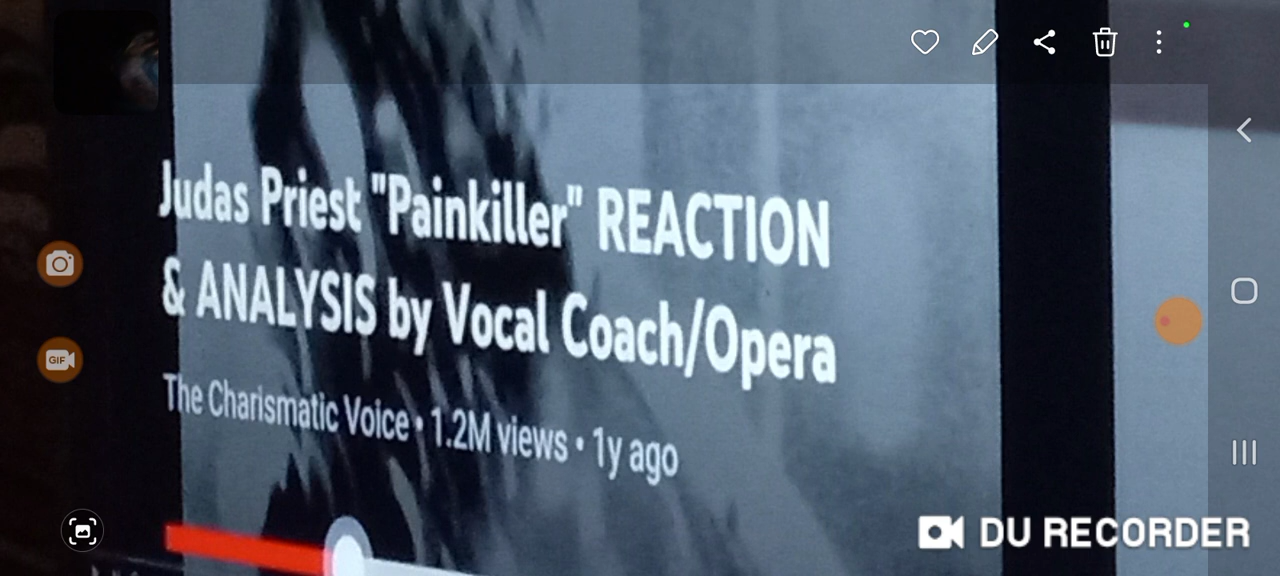 Judas Priest "Painkiller" REACTION
& ANALYSIS by Vocal Coach/Opera
The Charismatic Voice • 1.2M views • 1y ago
GIF
DU RECORDER